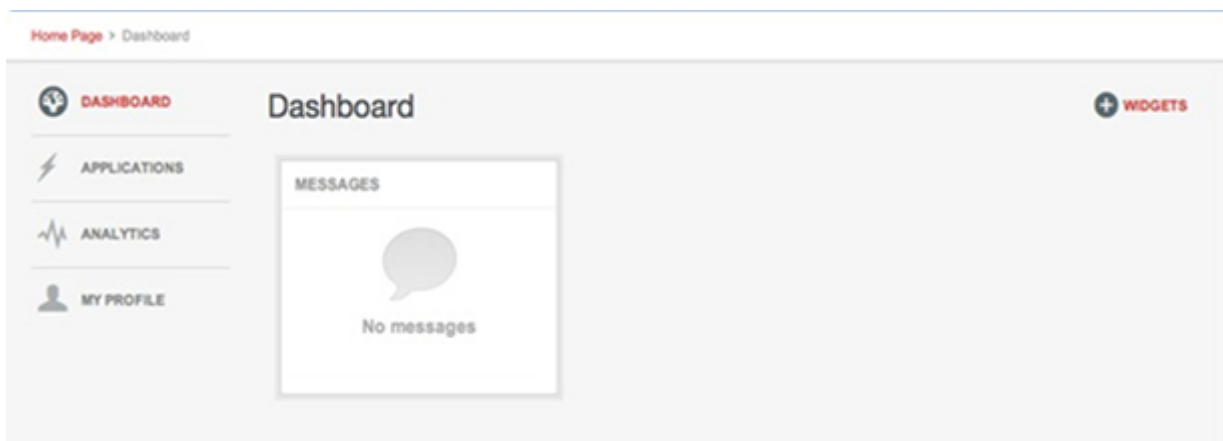 Home Page > Dashboard
DASHBOARD
APPLICATIONS
ANALYTICS
MY PROFILE
Dashboard
WIDGETS
MESSAGES
No messages